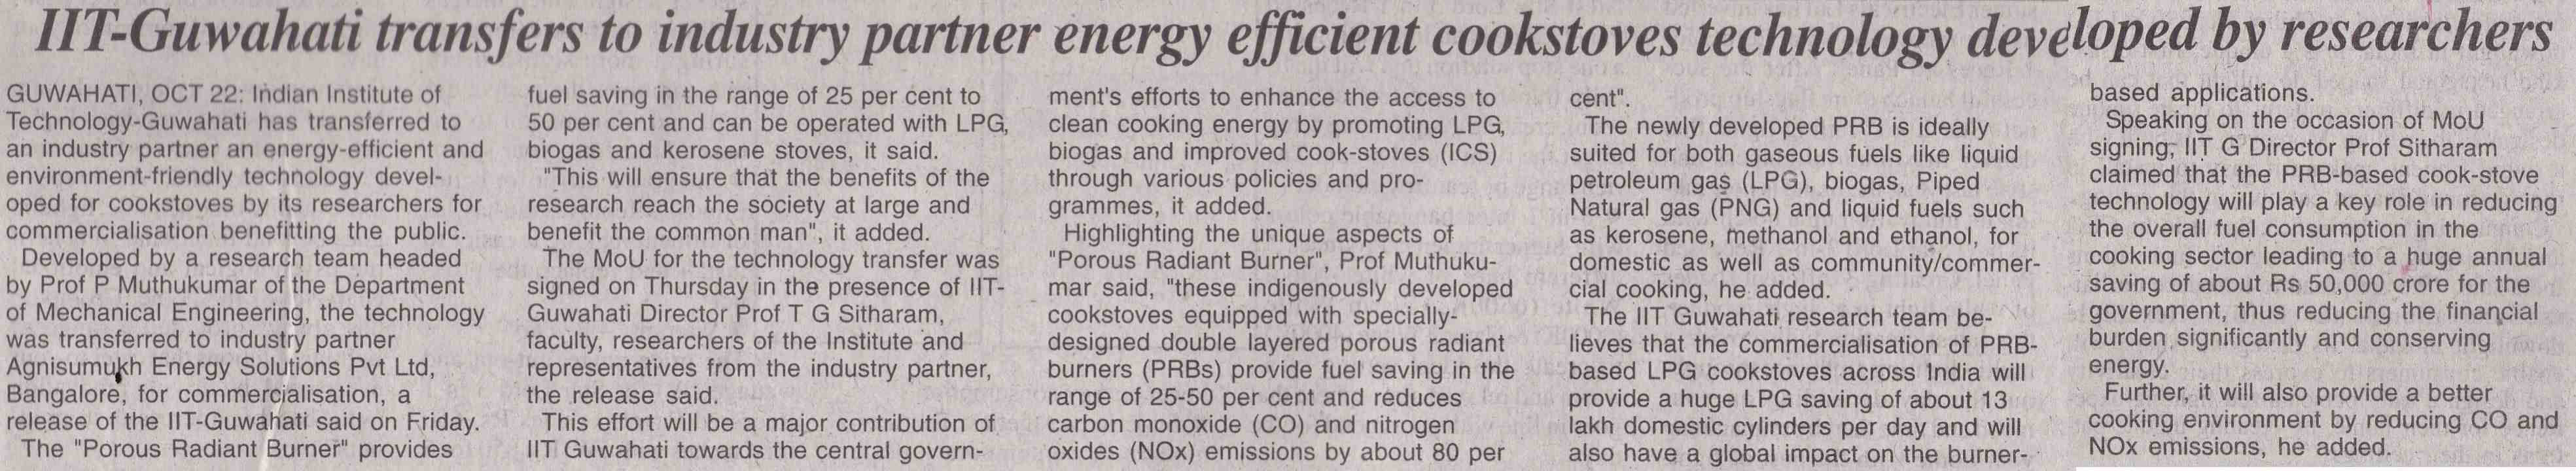 IIT-Guwahati transfers to industry partner energy efficient cookstoves technology developed by researchers
GUWAHATI, OCT 22: Indian Institute of
Technology-Guwahati has transferred to
an industry partner an energy-efficient and
environment-friendly technology devel-
oped for cookstoves by its researchers for
commercialisation benefitting the public.
Developed by a research team headed
by Prof P Muthukumar of the Department
of Mechanical Engineering, the technology
was transferred to industry partner
Agnisumukh Energy Solutions Pvt Ltd,
Bangalore, for commercialisation, a
release of the IIT-Guwahati said on Friday.
The "Porous Radiant Burner" provides
fuel saving in the range of 25 per cent to
50 per cent and can be operated with LPG,
biogas and kerosene stoves, it said.
"This will ensure that the benefits of the
research reach the society at large and
benefit the common man", it added.
The MoU for the technology transfer was
signed on Thursday in the presence of IIT-
Guwahati Director Prof T G Sitharam,
faculty, researchers of the Institute and
representatives from the industry partner,
the release said.
This effort will be a major contribution of
IIT Guwahati towards the central govern-
ment's efforts to enhance the access to
clean cooking energy by promoting LPG,
biogas and improved cook-stoves (ICS)
through various policies and pro-
grammes, it added.
Highlighting the unique aspects of
"Porous Radiant Burner", Prof Muthuku-
mar said, "these indigenously developed
cookstoves equipped with specially-
designed double layered porous radiant
burners (PRBs) provide fuel saving in the
range of 25-50 per cent and reduces
carbon monoxide (CO) and nitrogen
oxides (NOx) emissions by about 80 per
cent".
The newly developed PRB is ideally
suited for both gaseous fuels like liquid
petroleum gas (LPG), biogas, Piped
Natural gas (PNG) and liquid fuels such
as kerosene, methanol and ethanol, for
domestic as well as community/commer-
cial cooking, he added.
The IIT Guwahati research team be-
lieves that the commercialisation of PRB-
based LPG cookstoves across India will
provide a huge LPG saving of about 13
lakh domestic cylinders per day and will
also have a global impact on the burner-
based applications.
Speaking on the occasion of MoU
signing, IIT G Director Prof Sitharam
claimed that the PRB-based cook-stove
technology will play a key role in reducing
the overall fuel consumption in the
cooking sector leading to a huge annual
saving of about Rs 50,000 crore for the
government, thus reducing the financial
burden significantly and conserving
energy.
Further, it will also provide a better
cooking environment by reducing CO and
NOx emissions, he added.